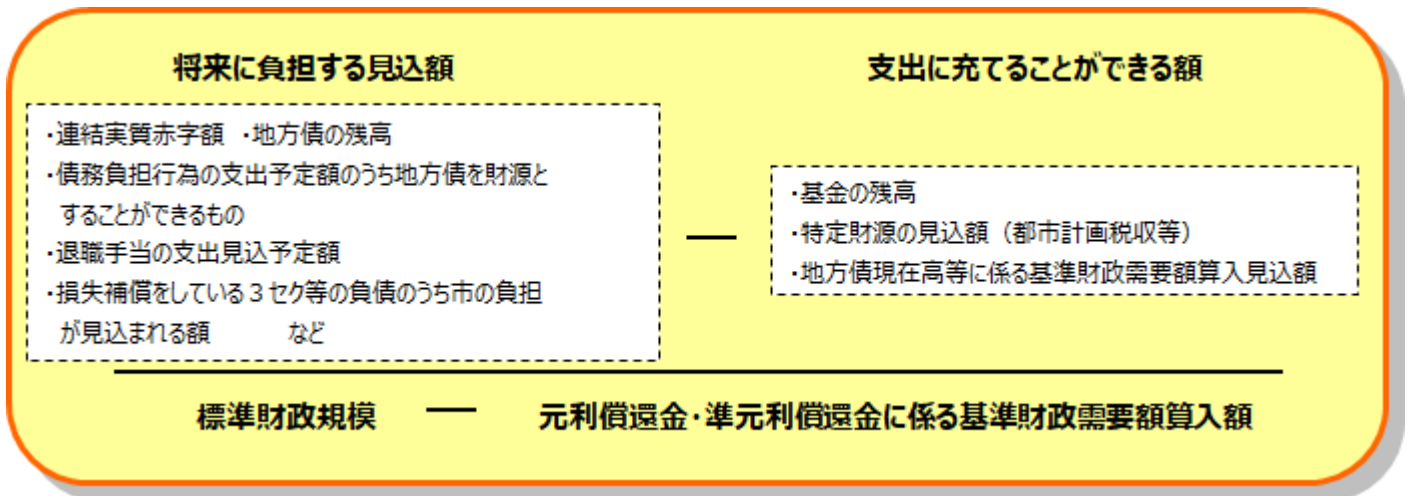 将来に負担する見込額
・連結実質赤字額 ・地方債の残高
・債務負担行為の支出予定額のうち地方債を財源と
することができるもの
・退職手当の支出見込予定額
・損失補償をしている３セク等の負債のうち市の負担
が見込まれる額 など
―
支出に充てることができる額
・基金の残高
・特定財源の見込額（都市計画税収等）
・地方債現在高等に係る基準財政需要額算入見込額
標準財政規模 ― 元利償還金・準元利償還金に係る基準財政需要額算入額